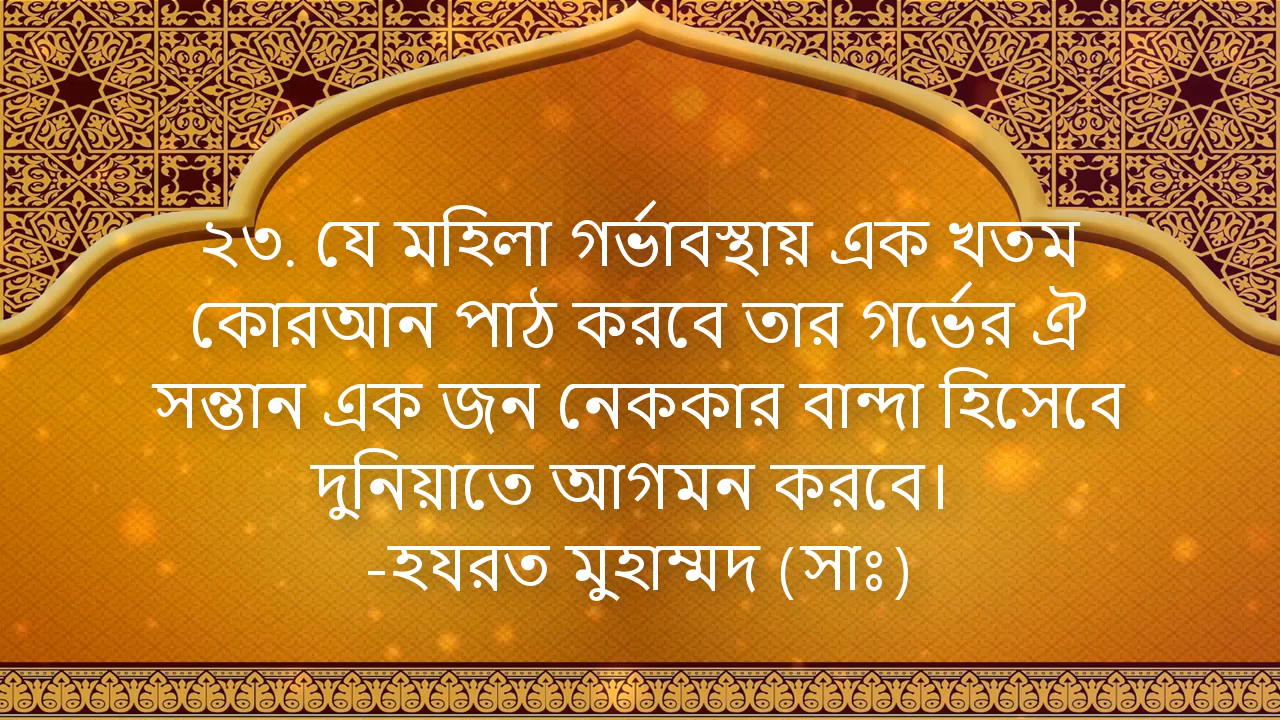 ২৩. যে মহিলা গর্ভাবস্থায় এক খতম
কোরআন পাঠ করবে তার গর্ভের ঐ
সন্তান এক জন নেককার বান্দা হিসেবে
দুনিয়াতে আগমন করবে।
-হযরত মুহাম্মদ (সাঃ)